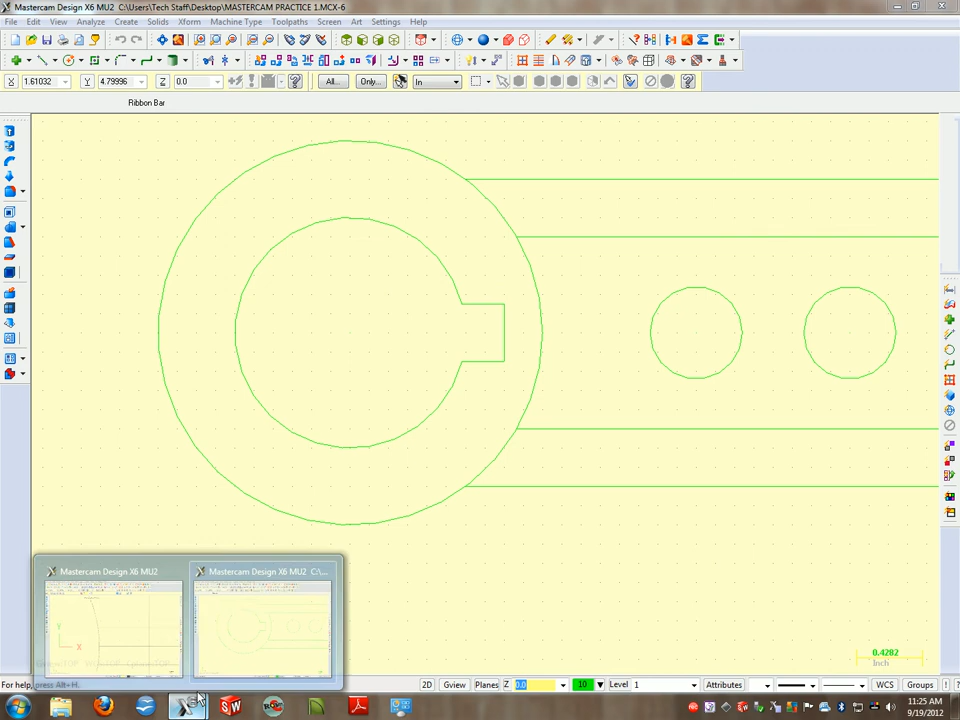 Mastercam Design X6 MU2 C:\Users\Tech Staff\Desktop\MASTERCAM PRACTICE 1.MCX-6
File Edit View Analyze Create Solids Xform Machine Type Toolpaths Screen Art Settings Help
X 1.61032 Y 4.79996 Z 0.0 All... Only... In
Ribbon Bar
Mastercam Design X6 MU2 Mastercam Design X6 MU2 C:\...
Y
X
0.4282
Inch
For help, press Alt+H. 2D Gview Planes Z 0.0 10 Level 1 Attributes WCS Groups ?
11:25 AM
9/19/2012